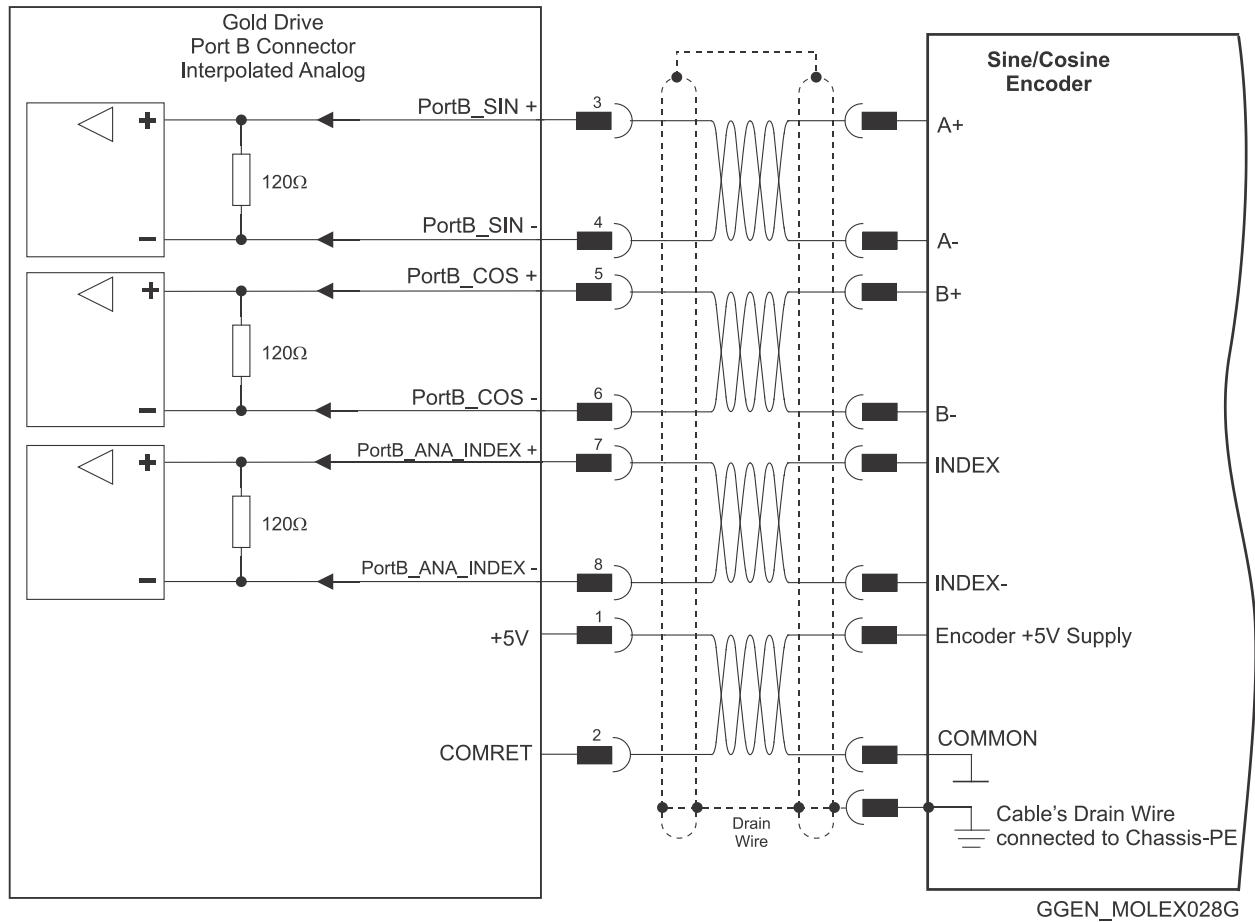 Gold Drive
Port B Connector
Interpolated Analog
Sine/Cosine
Encoder
+
PortB_SIN +
3
A+
120Ω
-
PortB_SIN -
4
A-
+
PortB_COS +
5
B+
120Ω
-
PortB_COS -
6
B-
+
PortB_ANA_INDEX +
7
INDEX
120Ω
-
PortB_ANA_INDEX -
8
INDEX-
+5V
1
Encoder +5V Supply
COMRET
2
COMMON
Drain
Wire
Cable's Drain Wire
connected to Chassis-PE
GGEN_MOLEX028G